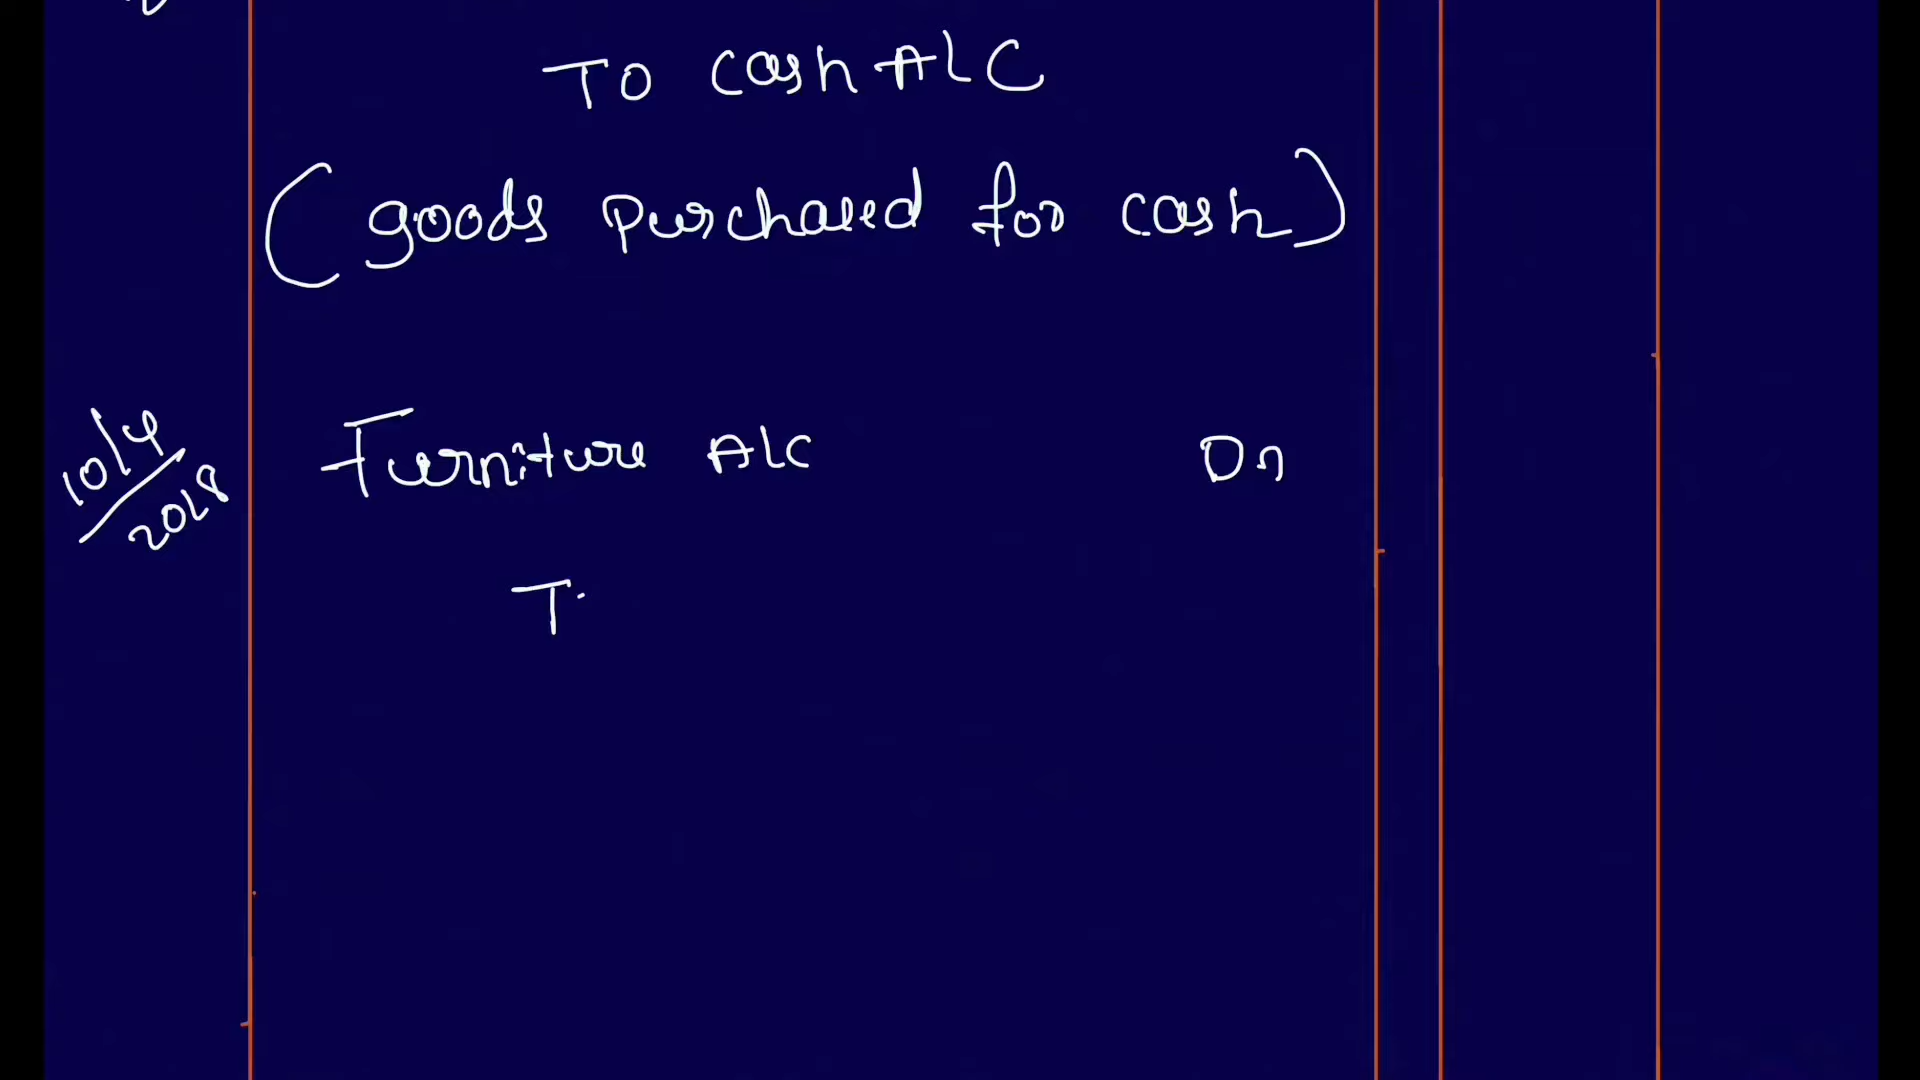 To cash A/C
(goods purchased for cash)
10/4/2018 Furniture A/C Dr
T